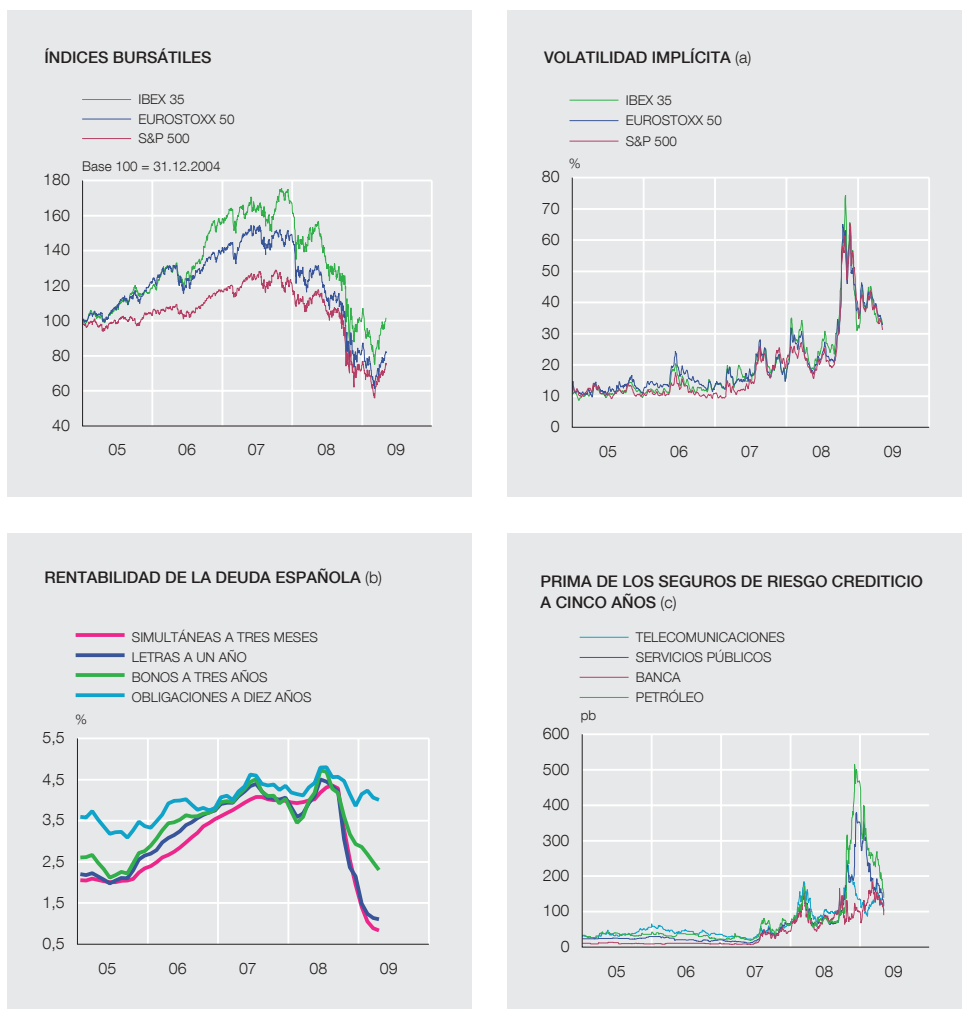 ÍNDICES BURSÁTILES
IBEX 35
EUROSTOXX 50
S&P 500
Base 100 = 31.12.2004
180
160
140
120
100
80
60
40
05 06 07 08 09
VOLATILIDAD IMPLÍCITA (a)
IBEX 35
EUROSTOXX 50
S&P 500
%
80
70
60
50
40
30
20
10
0
05 06 07 08 09
RENTABILIDAD DE LA DEUDA ESPAÑOLA (b)
SIMULTÁNEAS A TRES MESES
LETRAS A UN AÑO
BONOS A TRES AÑOS
OBLIGACIONES A DIEZ AÑOS
%
5,5
4,5
3,5
2,5
1,5
0,5
05 06 07 08 09
PRIMA DE LOS SEGUROS DE RIESGO CREDITICIO
A CINCO AÑOS (c)
TELECOMUNICACIONES
SERVICIOS PÚBLICOS
BANCA
PETRÓLEO
pb
600
500
400
300
200
100
0
05 06 07 08 09